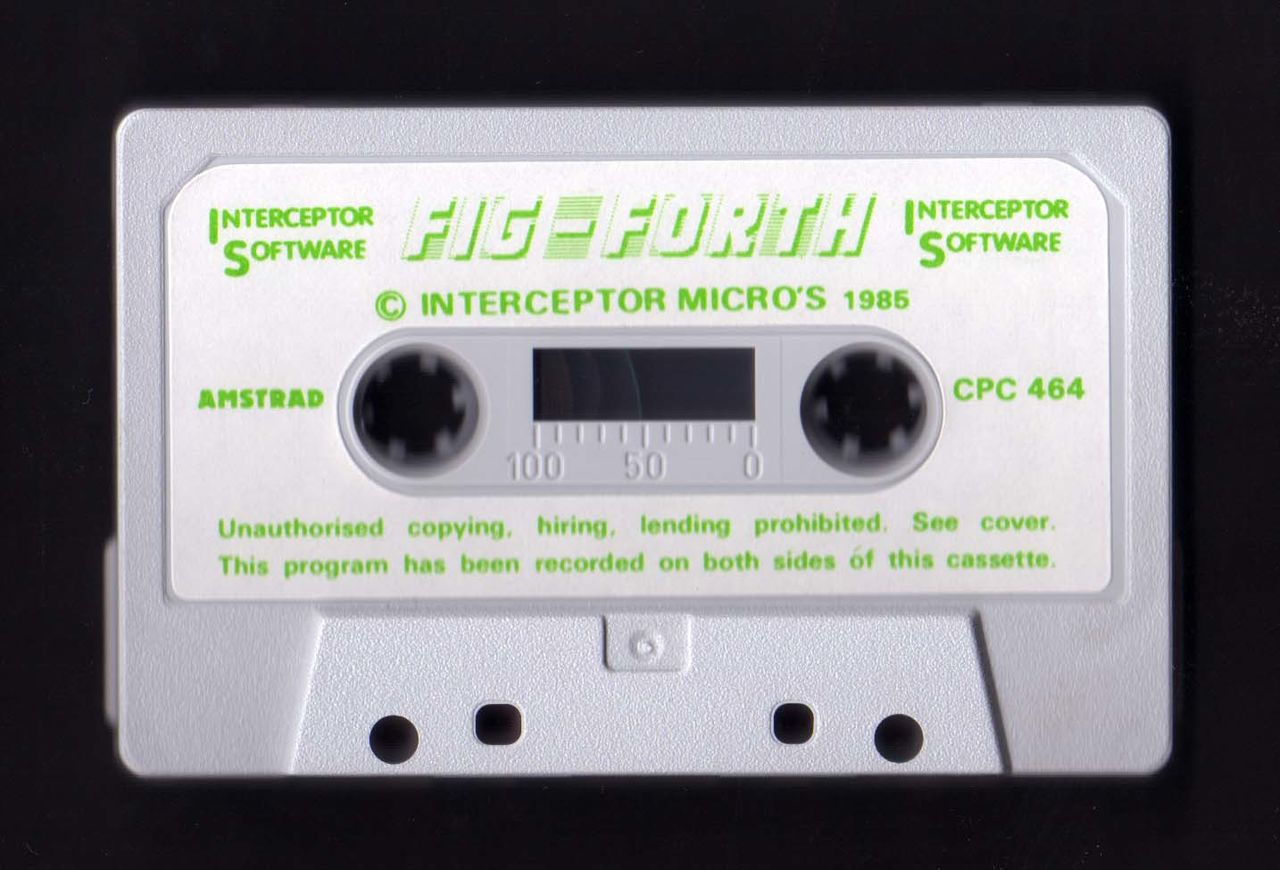 INTERCEPTOR SOFTWARE
FIG-FORTH
INTERCEPTOR SOFTWARE
© INTERCEPTOR MICRO'S 1985
AMSTRAD
CPC 464
100 50 0
Unauthorised copying, hiring, lending prohibited. See cover.
This program has been recorded on both sides of this cassette.